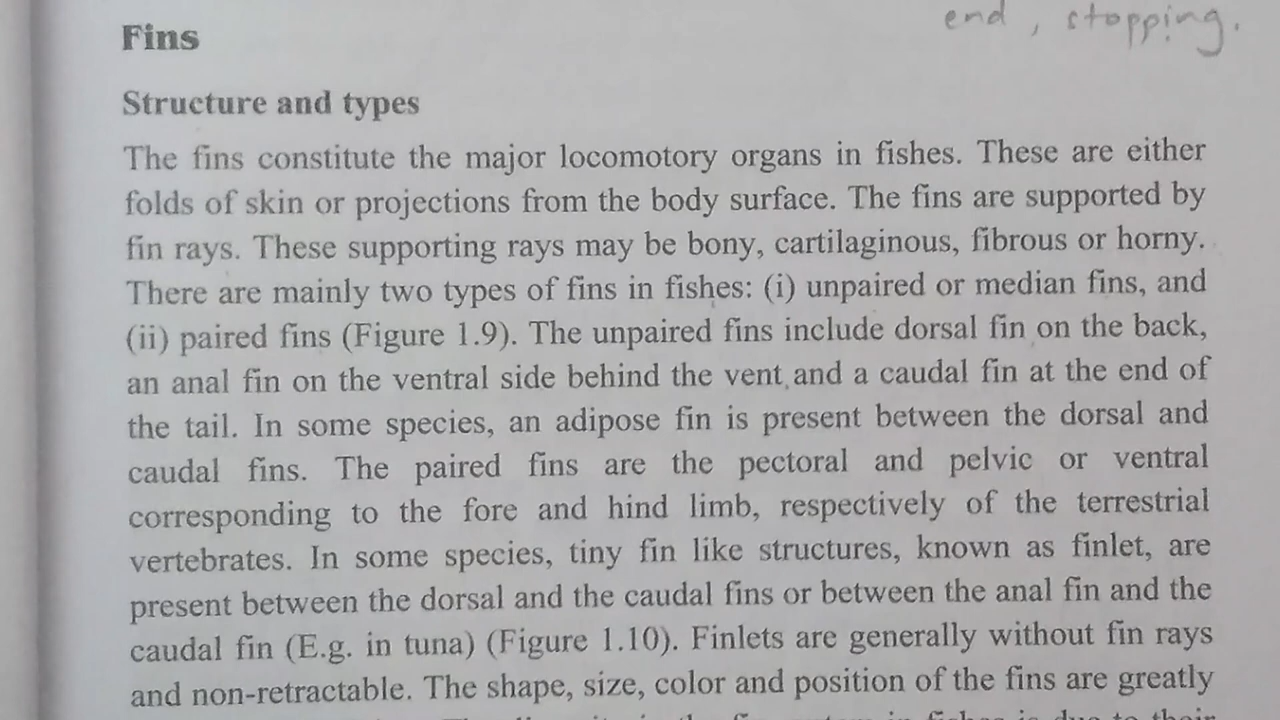 end, stopping.
Fins
Structure and types
The fins constitute the major locomotory organs in fishes. These are either
folds of skin or projections from the body surface. The fins are supported by
fin rays. These supporting rays may be bony, cartilaginous, fibrous or horny.
There are mainly two types of fins in fishes: (i) unpaired or median fins, and
(ii) paired fins (Figure 1.9). The unpaired fins include dorsal fin on the back,
an anal fin on the ventral side behind the vent and a caudal fin at the end of
the tail. In some species, an adipose fin is present between the dorsal and
caudal fins. The paired fins are the pectoral and pelvic or ventral
corresponding to the fore and hind limb, respectively of the terrestrial
vertebrates. In some species, tiny fin like structures, known as finlet, are
present between the dorsal and the caudal fins or between the anal fin and the
caudal fin (E.g. in tuna) (Figure 1.10). Finlets are generally without fin rays
and non-retractable. The shape, size, color and position of the fins are greatly
in fishes is due to their